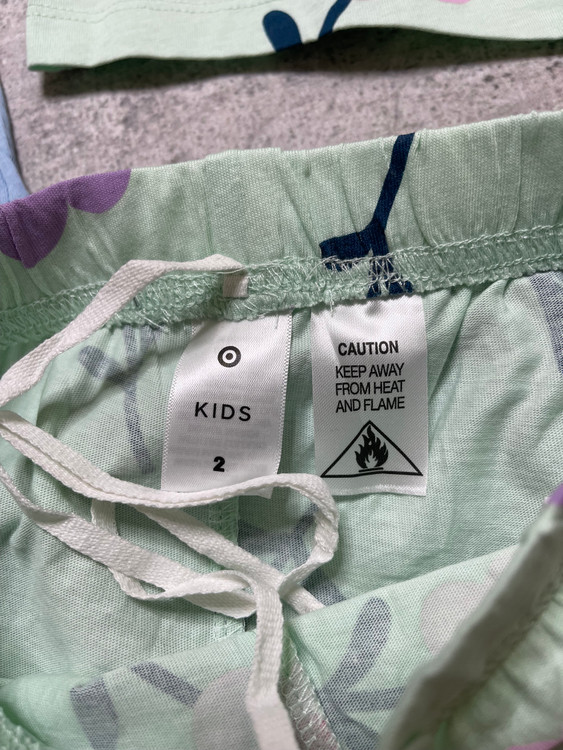 KIDS
2
CAUTION
KEEP AWAY
FROM HEAT
AND FLAME